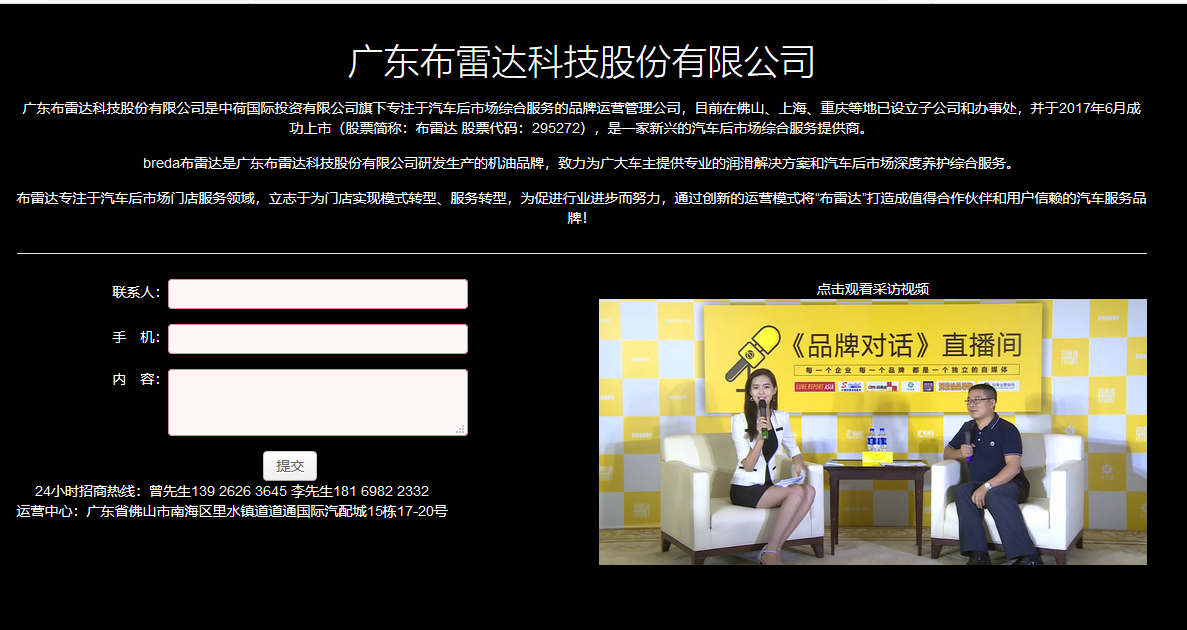 广东布雷达科技股份有限公司
广东布雷达科技股份有限公司是中荷国际投资有限公司旗下专注于汽车后市场综合服务的品牌运营管理公司，目前在佛山、上海、重庆等地已设立子公司和办事处，并于2017年6月成
功上市（股票简称：布雷达 股票代码：295272），是一家新兴的汽车后市场综合服务提供商。
breda布雷达是广东布雷达科技股份有限公司研发生产的机油品牌，致力为广大车主提供专业的润滑解决方案和汽车后市场深度养护综合服务。
布雷达专注于汽车后市场门店服务领域，立志于为门店实现模式转型、服务转型，为促进行业进步而努力，通过创新的运营模式将“布雷达”打造成值得合作伙伴和用户信赖的汽车服务品
牌！
联系人：
手 机：
内 容：
提交
24小时招商热线：曾先生139 2626 3645 李先生181 6982 2332
运营中心：广东省佛山市南海区里水镇道道通国际汽配城15栋17-20号
点击观看采访视频
《品牌对话》直播间
每一个企业 每一个品牌 都是一个独立的自媒体
LUBE REPORT ASIA